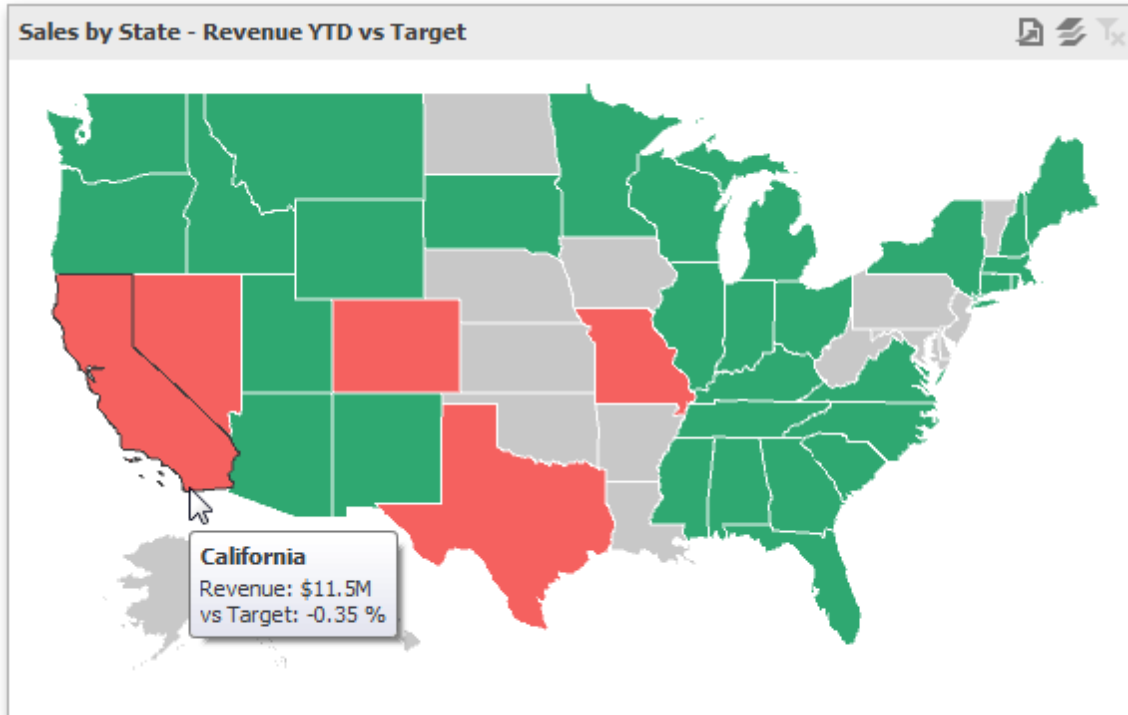 Sales by State - Revenue YTD vs Target
California
Revenue: $11.5M
vs Target: -0.35 %